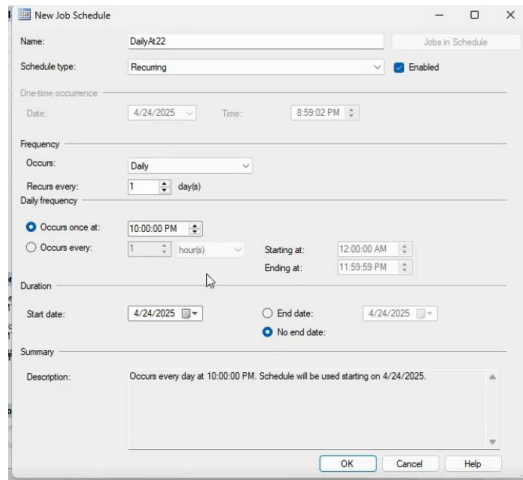 New Job Schedule
Name: DailyAt22 Jobs in Schedule
Schedule type: Recurring Enabled
One-time occurrence
Date: 4/24/2025 Time: 8:59:02 PM
Frequency
Occurs: Daily
Recurs every: 1 day(s)
Daily frequency
Occurs once at: 10:00:00 PM
Occurs every: 1 hour(s) Starting at: 12:00:00 AM
Ending at: 11:59:59 PM
Duration
Start date: 4/24/2025 End date: 4/24/2025
No end date:
Summary
Description: Occurs every day at 10:00:00 PM. Schedule will be used starting on 4/24/2025.
OK Cancel Help